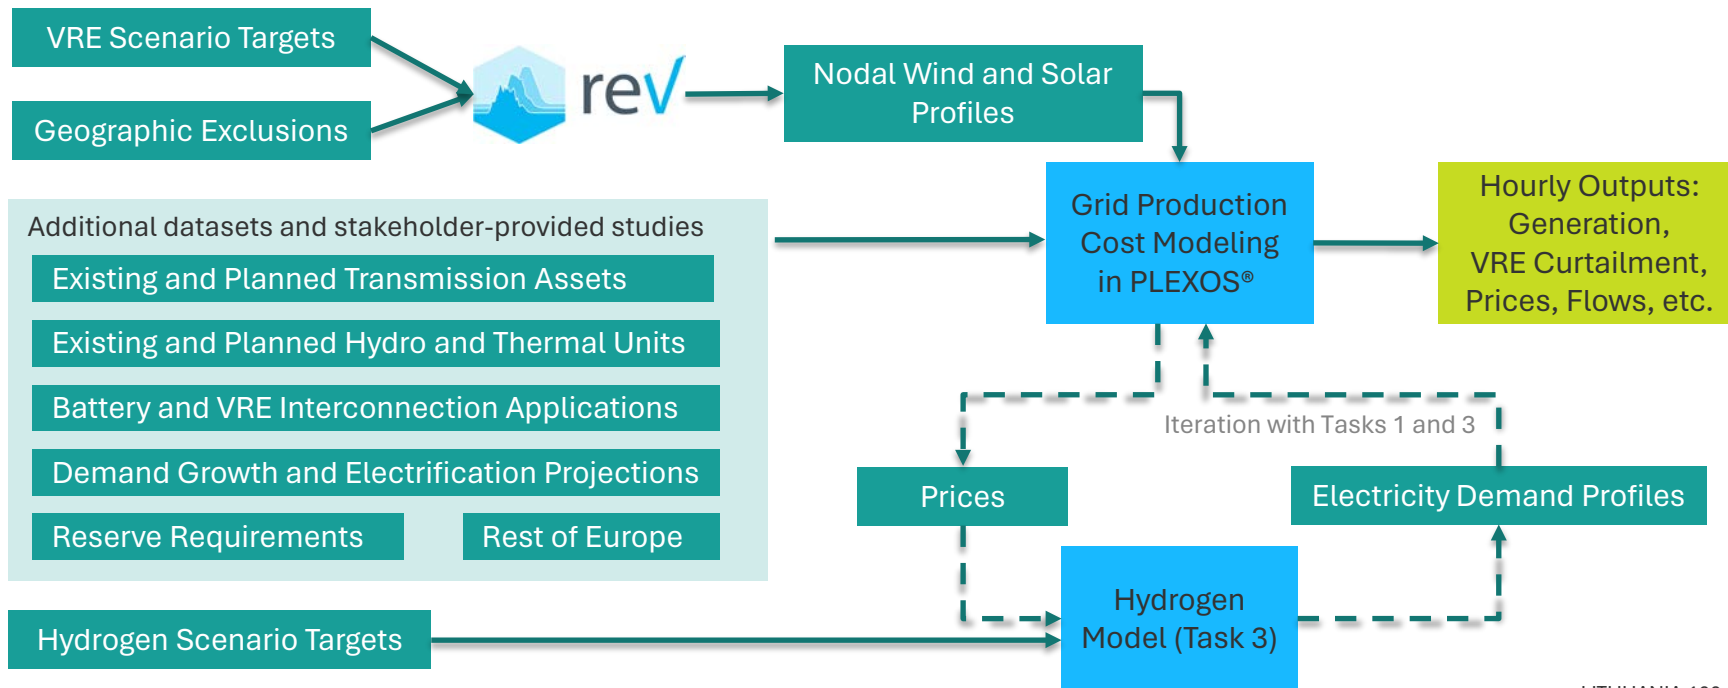 VRE Scenario Targets
Geographic Exclusions
reV
Nodal Wind and Solar
Profiles
Additional datasets and stakeholder-provided studies
Existing and Planned Transmission Assets
Existing and Planned Hydro and Thermal Units
Battery and VRE Interconnection Applications
Demand Growth and Electrification Projections
Reserve Requirements
Rest of Europe
Hydrogen Scenario Targets
Grid Production
Cost Modeling
in PLEXOS®
Hourly Outputs:
Generation,
VRE Curtailment,
Prices, Flows, etc.
Iteration with Tasks 1 and 3
Prices
Electricity Demand Profiles
Hydrogen
Model (Task 3)